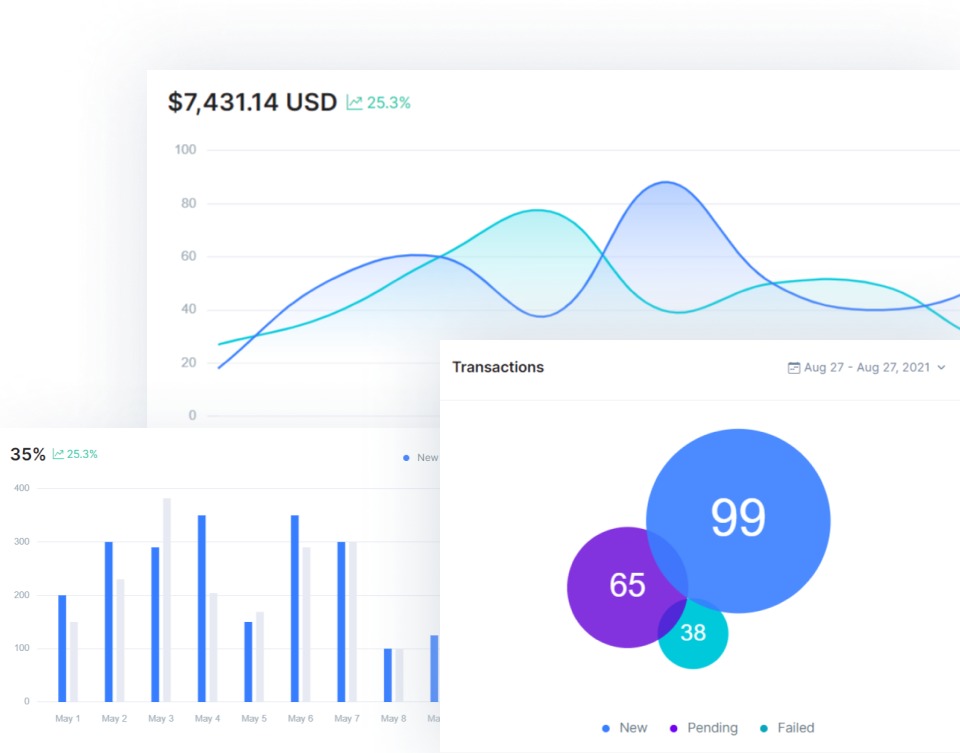 $7,431.14 USD 25.3%
100
80
60
40
20
0
Transactions
Aug 27 - Aug 27, 2021
99
65
38
New Pending Failed
35% 25.3%
New
400
300
200
100
0
May 1 May 2 May 3 May 4 May 5 May 6 May 7 May 8 Ma